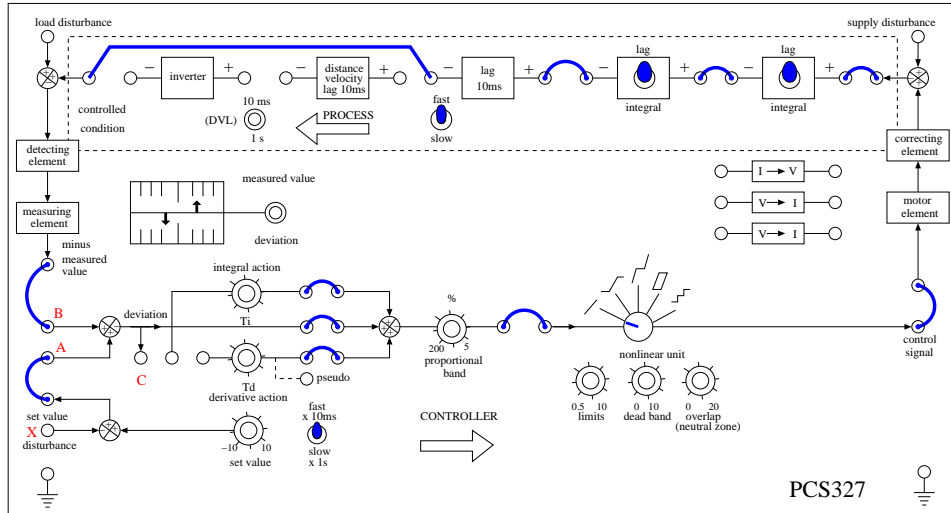 load disturbance
supply disturbance
lag
lag
− inverter +
− distance velocity lag 10ms +
− lag 10ms +
− +
− +
integral
integral
controlled
condition
10 ms
(DVL)
1 s
PROCESS
fast
slow
detecting
element
correcting
element
I → V
V → I
V → I
measured value
deviation
measuring
element
motor
element
minus
measured
value
integral action
Ti
B
deviation
%
200 5
proportional
band
A
C
Td
derivative action
pseudo
nonlinear unit
0.5 10
limits
0 10
dead band
0 20
overlap
(neutral zone)
control
signal
set value
X
disturbance
−10 10
set value
fast
x 10ms
slow
x 1s
CONTROLLER
PCS327